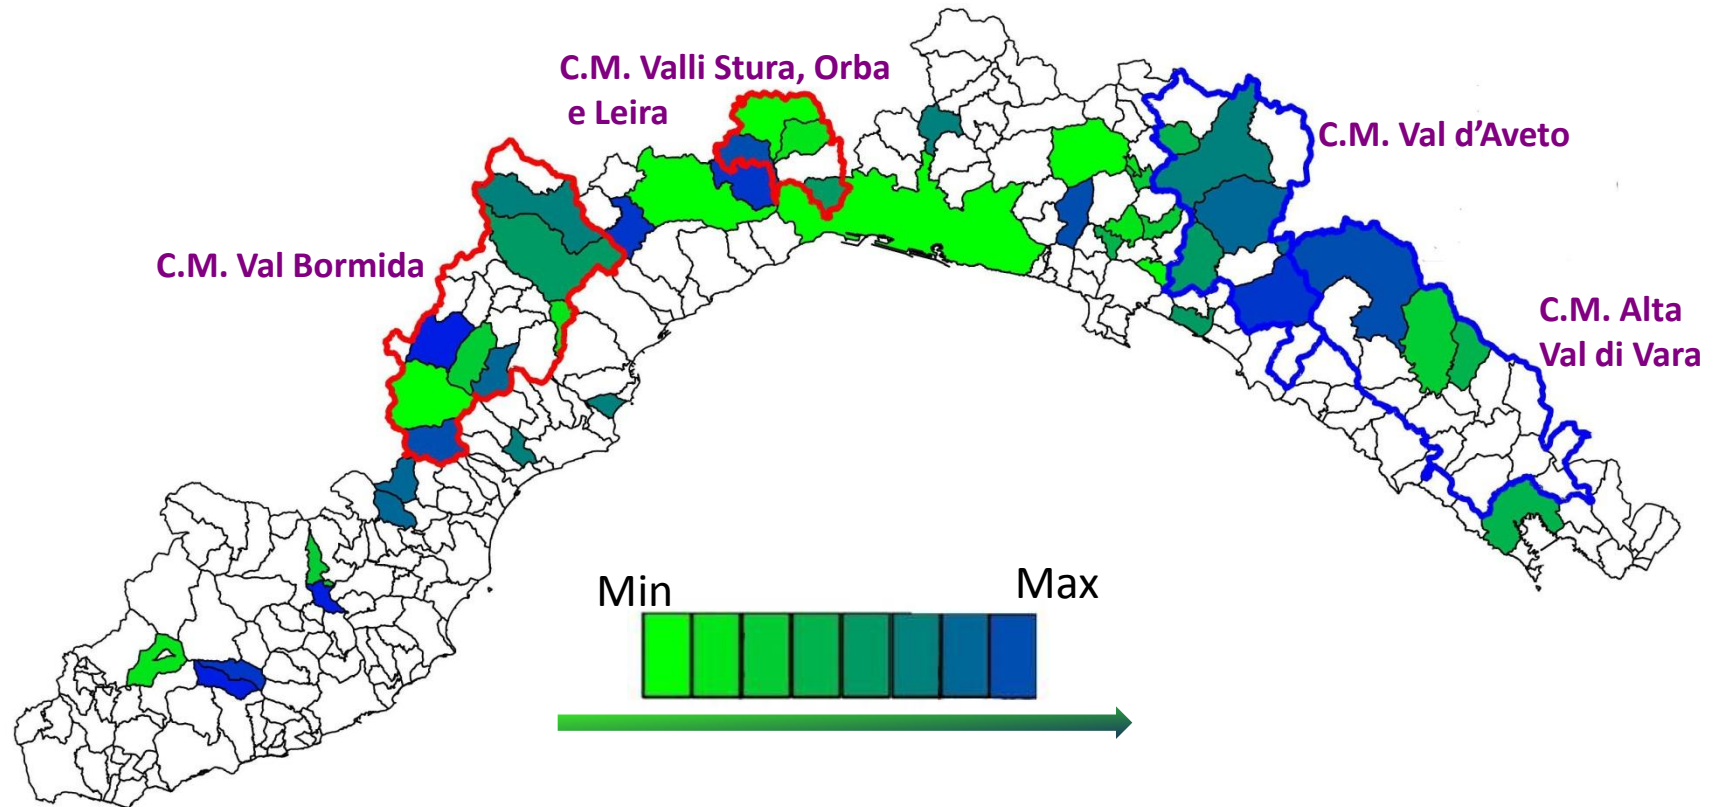 C.M. Valli Stura, Orba
e Leira
C.M. Val d’Aveto
C.M. Val Bormida
C.M. Alta
Val di Vara
Min
Max